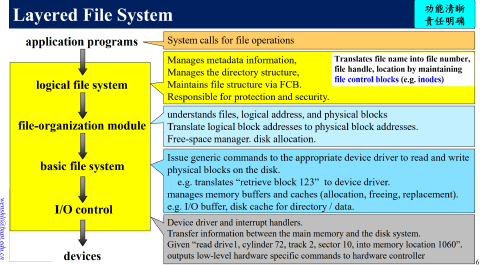 Layered File System
功能清晰
責任明確
application programs
System calls for file operations
logical file system
Manages metadata information,
Manages the directory structure,
Maintains file structure via FCB.
Responsible for protection and security.
Translates file name into file number,
file handle, location by maintaining
file control blocks (e.g. inodes)
file-organization module
understands files, logical address, and physical blocks
Translate logical block addresses to physical block addresses.
Free-space manager. disk allocation.
basic file system
Issue generic commands to the appropriate device driver to read and write
physical blocks on the disk.
e.g. translates “retrieve block 123” to device driver.
manages memory buffers and caches (allocation, freeing, replacement).
e.g. I/O buffer, disk cache for directory / data.
I/O control
Device driver and interrupt handlers.
Transfer information between the main memory and the disk system.
Given “read drive1, cylinder 72, track 2, sector 10, into memory location 1060”.
outputs low-level hardware specific commands to hardware controller
devices
6